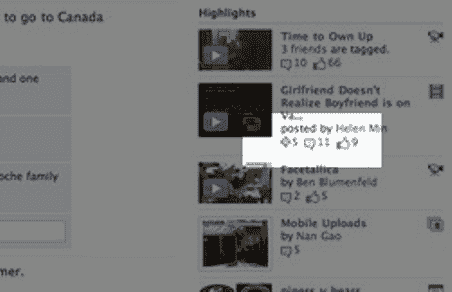 to go to Canada
and one
oche family
mer.
Highlights
Time to Own Up
3 friends are tagged.
10 66
Girlfriend Doesn't
Realize Boyfriend is on
Va...
posted by Helen Min
5 11 9
Facetallica
by Ben Blumenfeld
2 5
Mobile Uploads
by Nan Gao
5